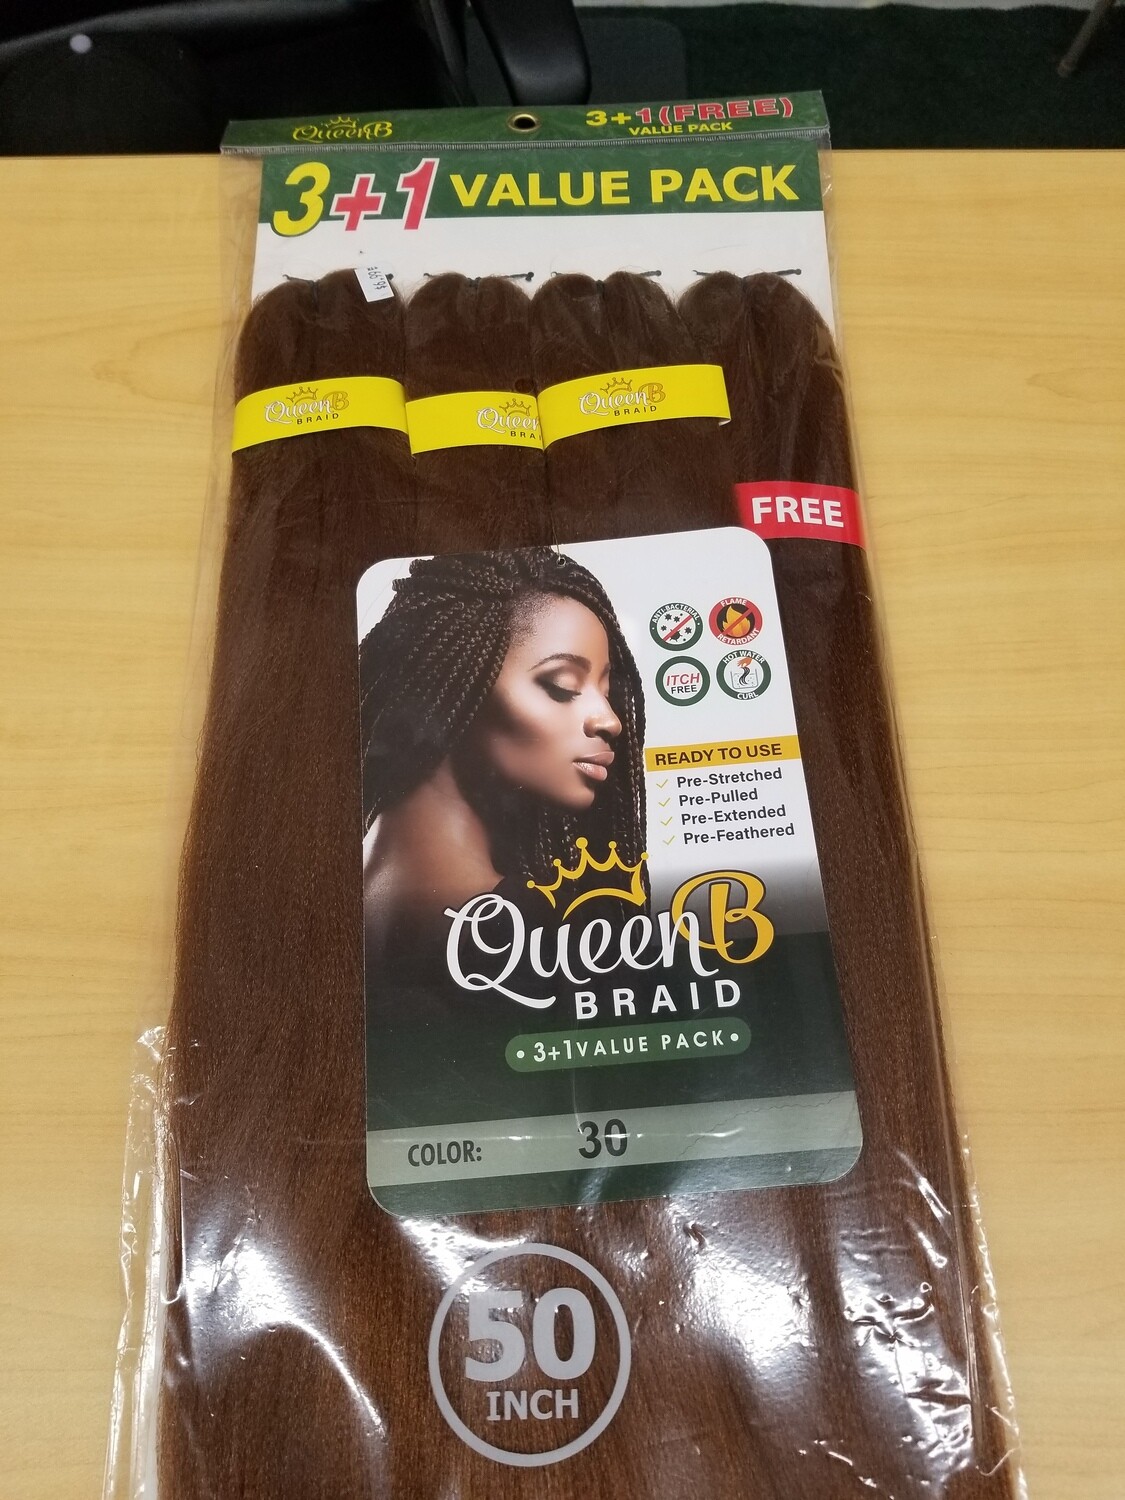 QueenB
3+1(FREE)
VALUE PACK
3+1 VALUE PACK
QueenB
BRAID
Queen
BRA
QueenB
BRAID
FREE
ANTI-BACTERIAL
FLAME
RETARDANT
ITCH
FREE
HOT WATER
CURL
READY TO USE
Pre-Stretched
Pre-Pulled
Pre-Extended
Pre-Feathered
QueenB
BRAID
• 3+1VALUE PACK •
COLOR: 30
50
INCH